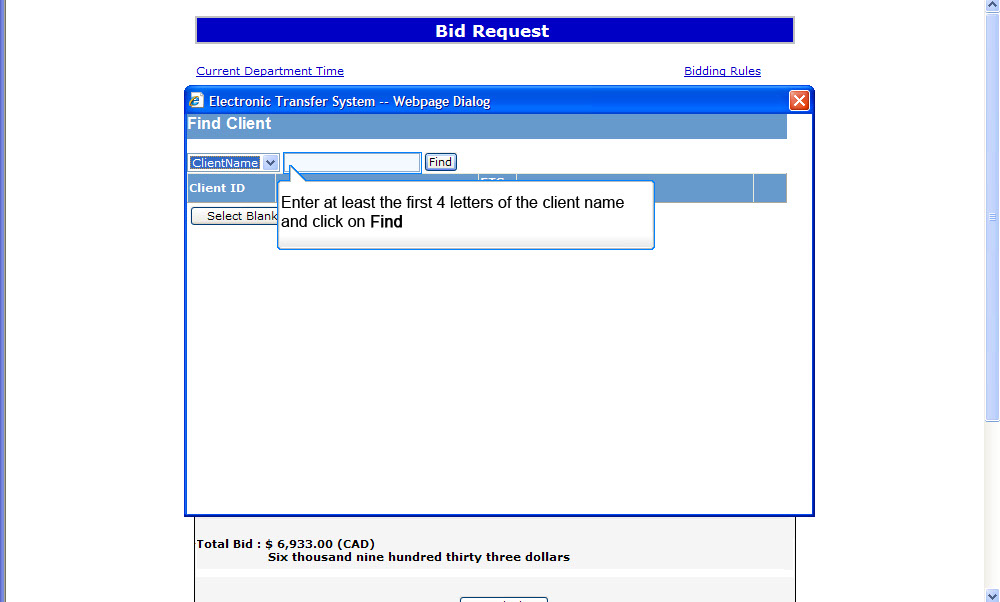 Bid Request
Current Department Time
Bidding Rules
Electronic Transfer System -- Webpage Dialog
Find Client
ClientName
Find
Client ID
Select Blank
Enter at least the first 4 letters of the client name
and click on Find
Total Bid : $ 6,933.00 (CAD)
Six thousand nine hundred thirty three dollars